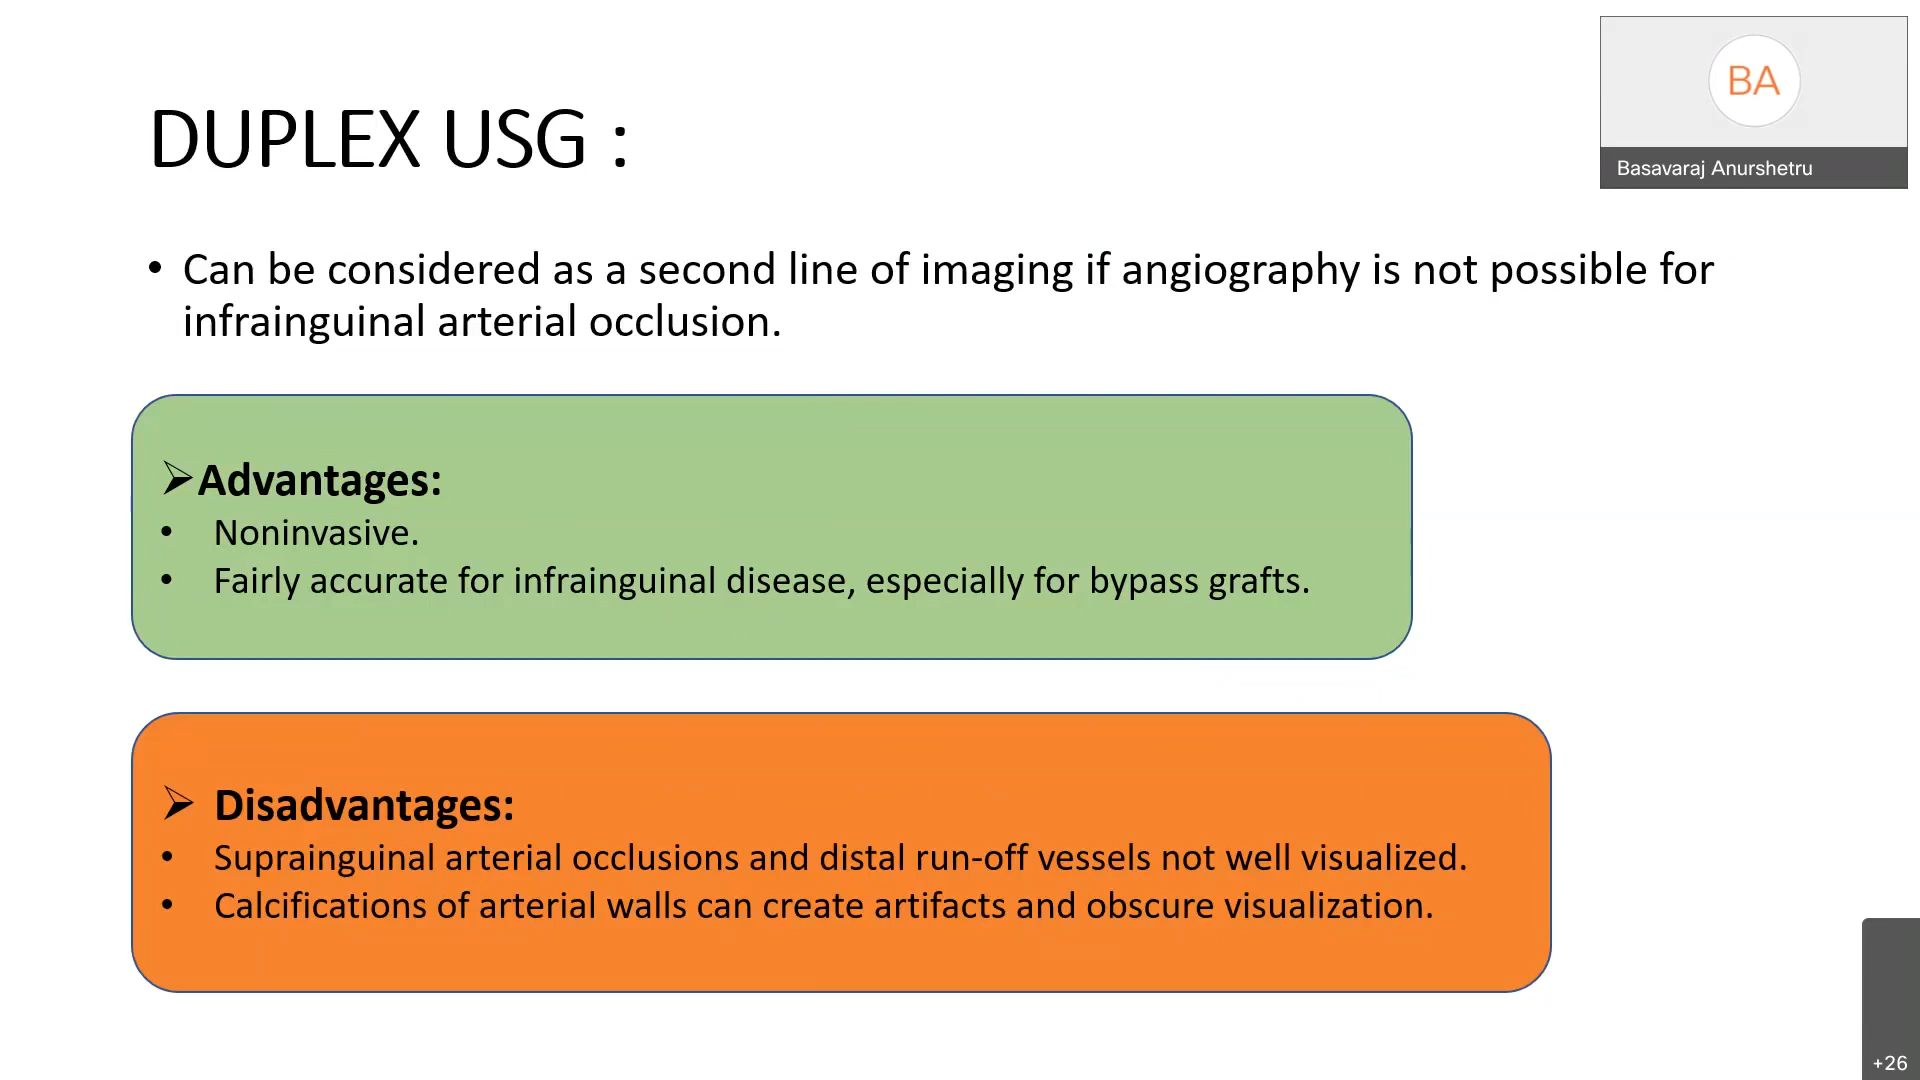 BA
Basavaraj Anurshetru
DUPLEX USG :
• Can be considered as a second line of imaging if angiography is not possible for
infrainguinal arterial occlusion.
➢Advantages:
• Noninvasive.
• Fairly accurate for infrainguinal disease, especially for bypass grafts.
➢ Disadvantages:
• Suprainguinal arterial occlusions and distal run-off vessels not well visualized.
• Calcifications of arterial walls can create artifacts and obscure visualization.
+26